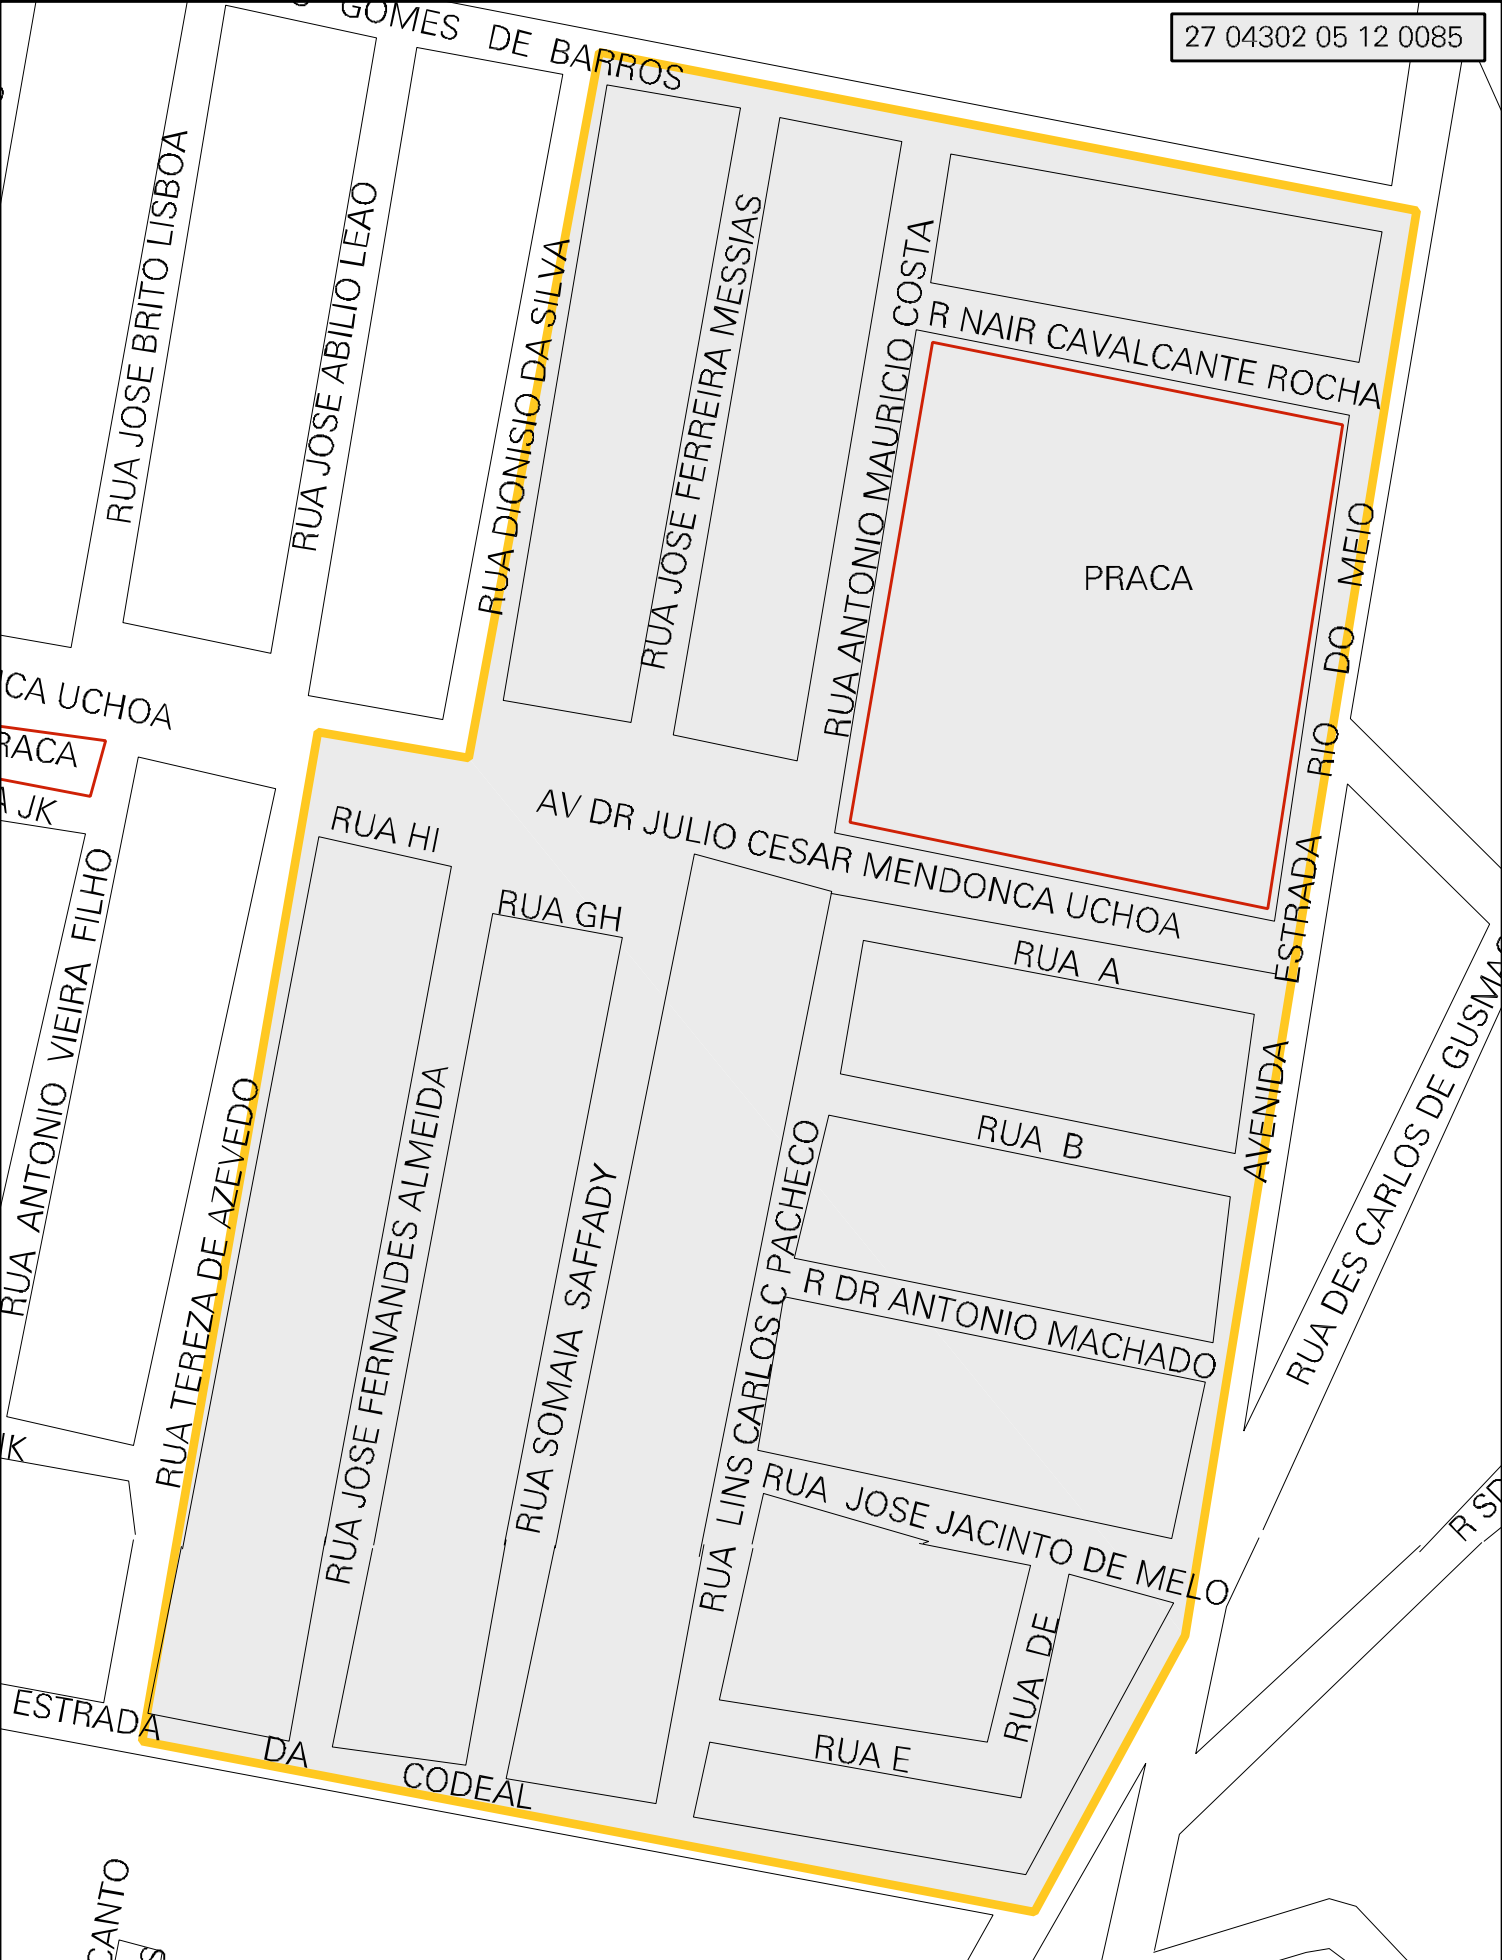 27 04302 05 12 0085
GOMES DE BARROS
RUA JOSE BRITO LISBOA
RUA JOSE ABILIO LEAO
RUA DIONISIO DA SILVA
RUA JOSE FERREIRA MESSIAS
RUA ANTONIO MAURICIO COSTA
R NAIR CAVALCANTE ROCHA
PRACA
AVENIDA ESTRADA RIO DO MEIO
CA UCHOA
RACA
A JK
RUA HI
AV DR JULIO CESAR MENDONCA UCHOA
RUA GH
RUA A
RUA B
RUA ANTONIO VIEIRA FILHO
RUA TEREZA DE AZEVEDO
RUA JOSE FERNANDES ALMEIDA
RUA SOMAIA SAFFADY
RUA LINS CARLOS C PACHECO
R DR ANTONIO MACHADO
RUA DES CARLOS DE GUSMA
JK
RUA JOSE JACINTO DE MELO
R SD
RUA DE
RUA E
ESTRADA DA CODEAL
CANTO
S